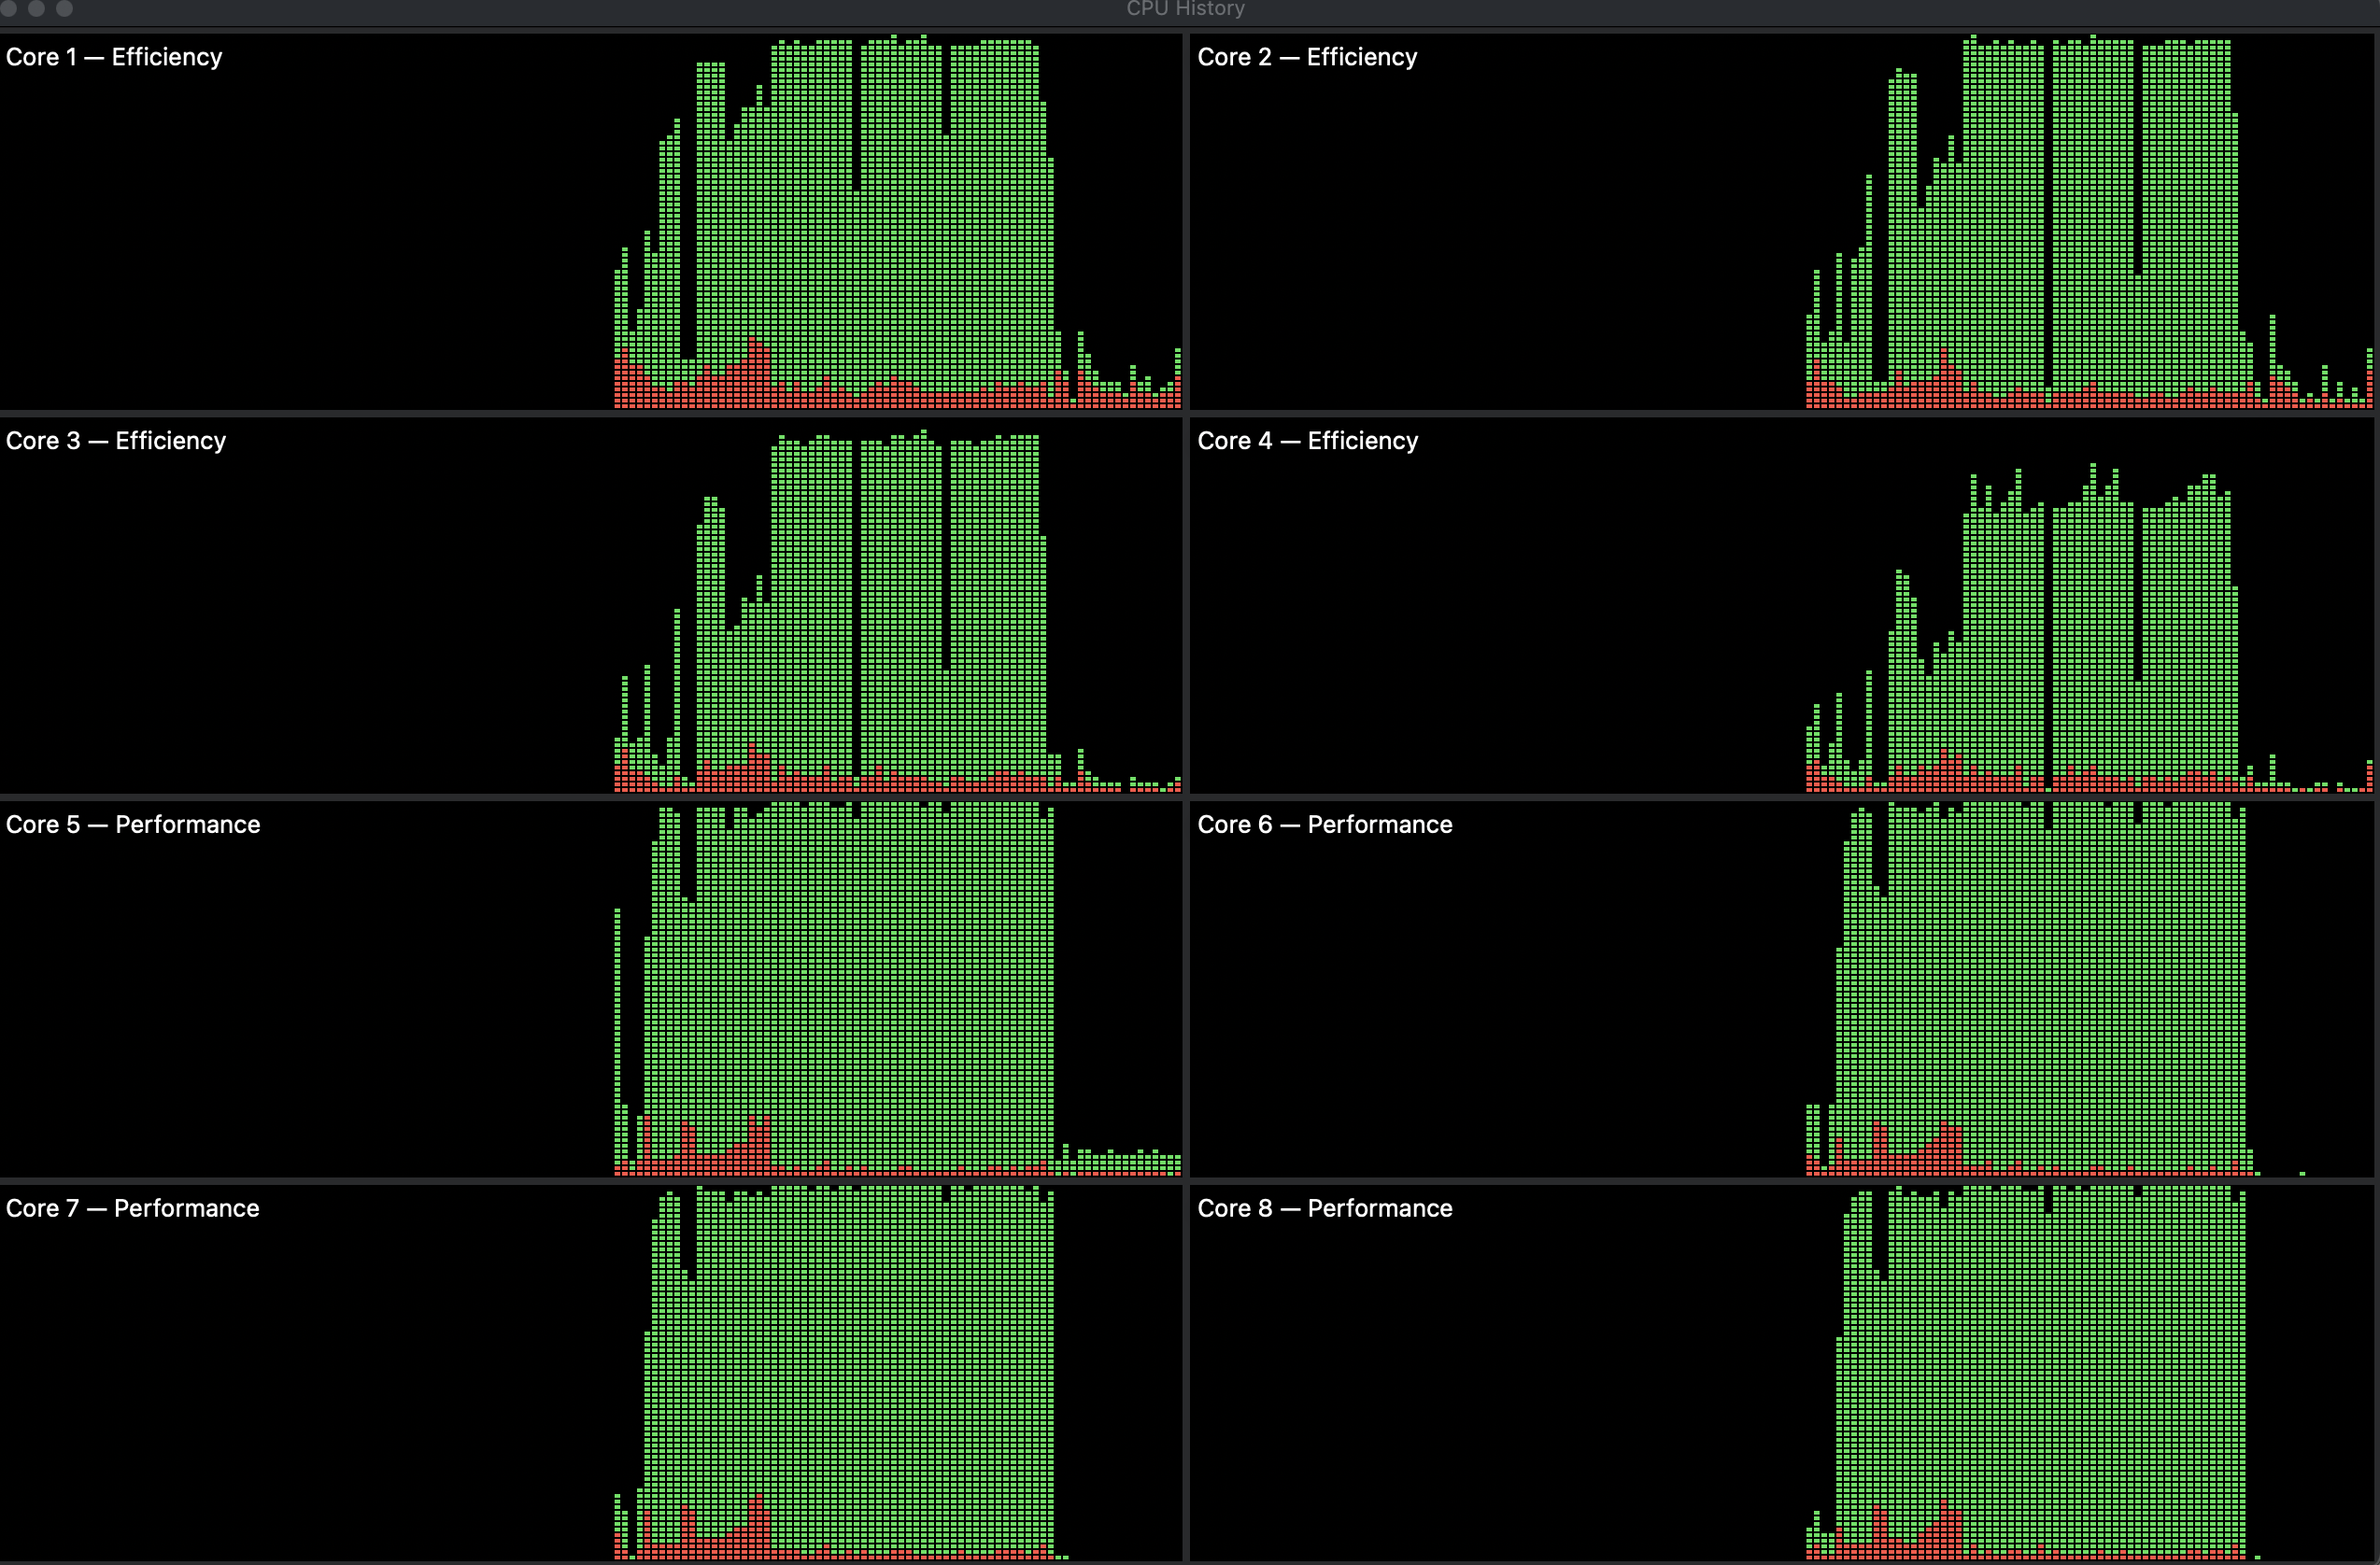 CPU History
Core 1 — Efficiency
Core 2 — Efficiency
Core 3 — Efficiency
Core 4 — Efficiency
Core 5 — Performance
Core 6 — Performance
Core 7 — Performance
Core 8 — Performance